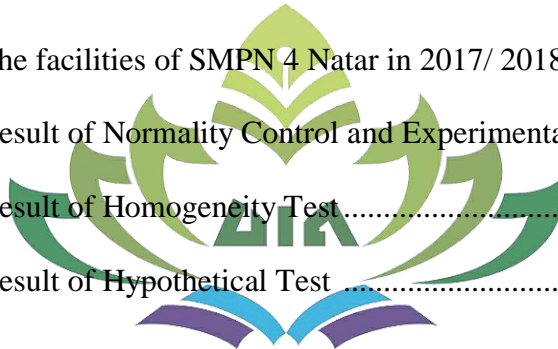 he facilities of SMPN 4 Natar in 2017/ 2018
esult of Normality Control and Experimenta
esult of Homogeneity Test..............................
esult of Hypothetical Test ..............................